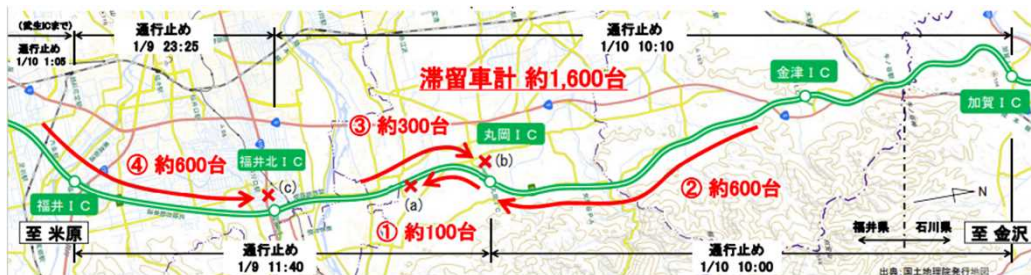 (武生ICまで)
通行止め
1/10 1:05
通行止め
1/9 23:25
通行止め
1/10 10:10
滞留車計 約1,600台
金津IC
加賀IC
③ 約300台
丸岡IC
(b)
④ 約600台
福井北IC
(c)
(a)
② 約600台
福井IC
N
① 約100台
至 米原
福井県
石川県
至 金沢
通行止め
1/9 11:40
通行止め
1/10 10:00
出典:国土地理院発行地図